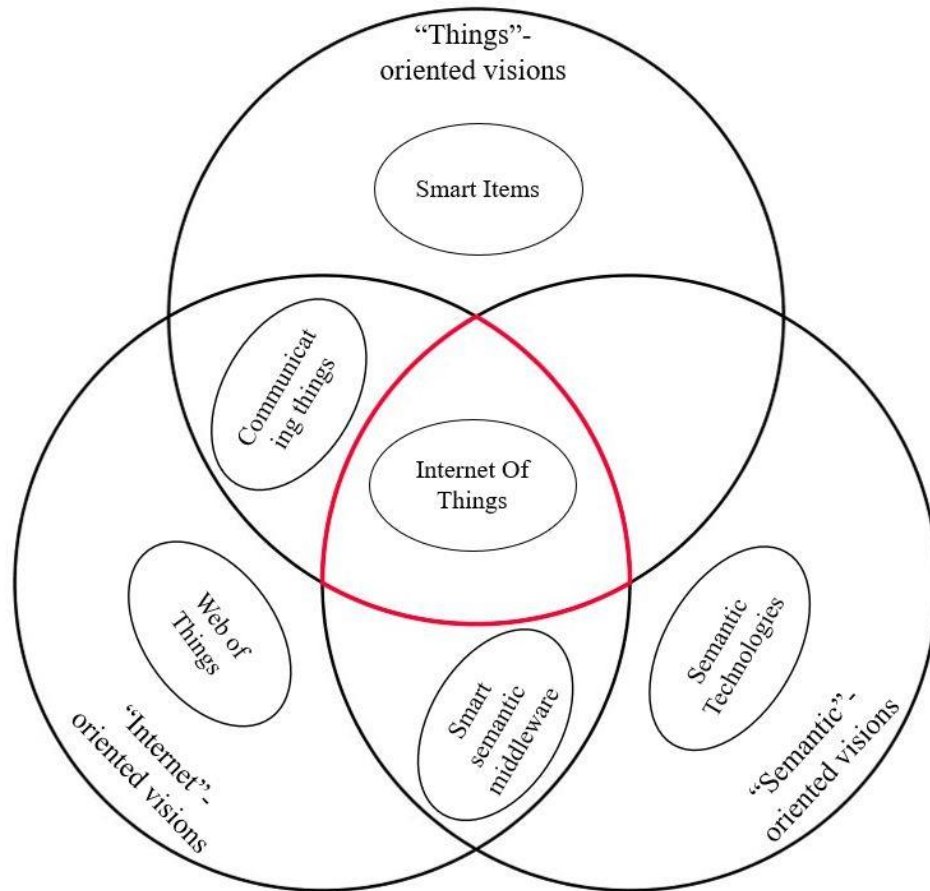 “Things”-
oriented visions
Smart Items
Communicat
ing things
Internet Of
Things
Web of
Things
Semantic
Technologies
Smart
semantic
middleware
“Internet”-
oriented visions
“Semantic”-
oriented visions